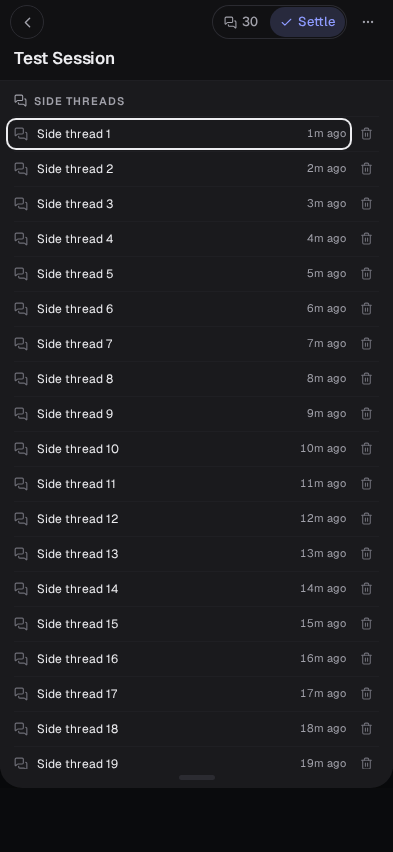 30
Settle
Test Session
SIDE THREADS
Side thread 1 1m ago
Side thread 2 2m ago
Side thread 3 3m ago
Side thread 4 4m ago
Side thread 5 5m ago
Side thread 6 6m ago
Side thread 7 7m ago
Side thread 8 8m ago
Side thread 9 9m ago
Side thread 10 10m ago
Side thread 11 11m ago
Side thread 12 12m ago
Side thread 13 13m ago
Side thread 14 14m ago
Side thread 15 15m ago
Side thread 16 16m ago
Side thread 17 17m ago
Side thread 18 18m ago
Side thread 19 19m ago